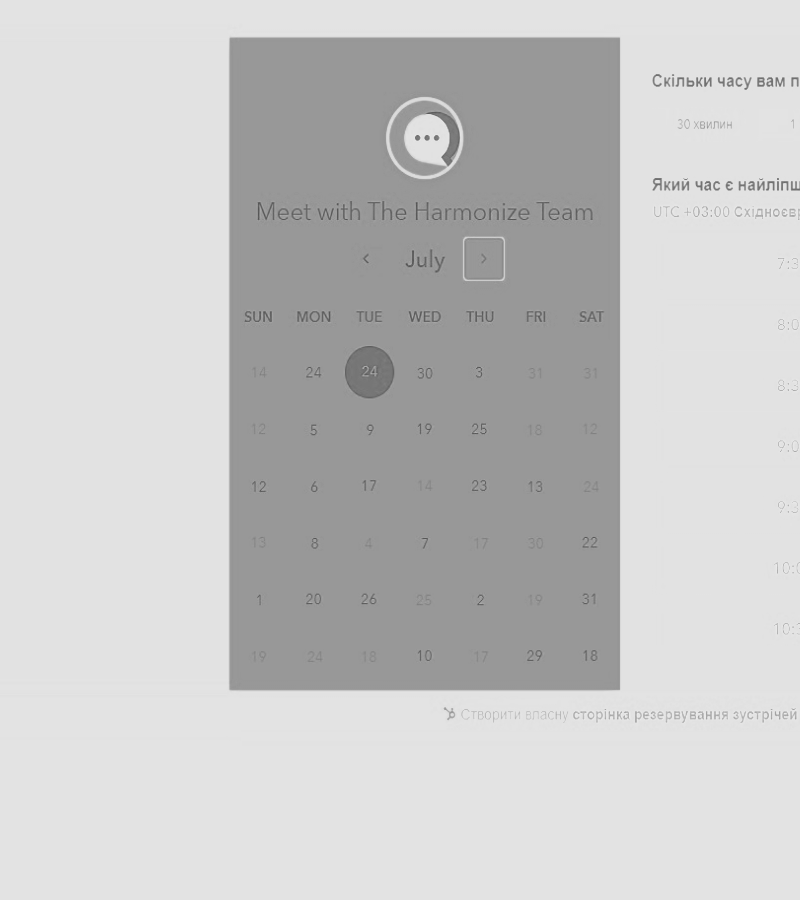 Meet with The Harmonize Team
July
SUN MON TUE WED THU FRI SAT
14 24 24 30 3 31 31
12 5 9 19 25 18 12
12 6 17 14 23 13 24
13 8 4 7 17 30 22
1 20 26 25 2 19 31
19 24 18 10 17 29 18
Скільки часу вам п
30 хвилин 1
Який час є найліпш
UTC +03:00 Східноєвр
7:3
8:0
8:3
9:0
9:3
10:0
10:3
Створити власну сторінка резервування зустрічей